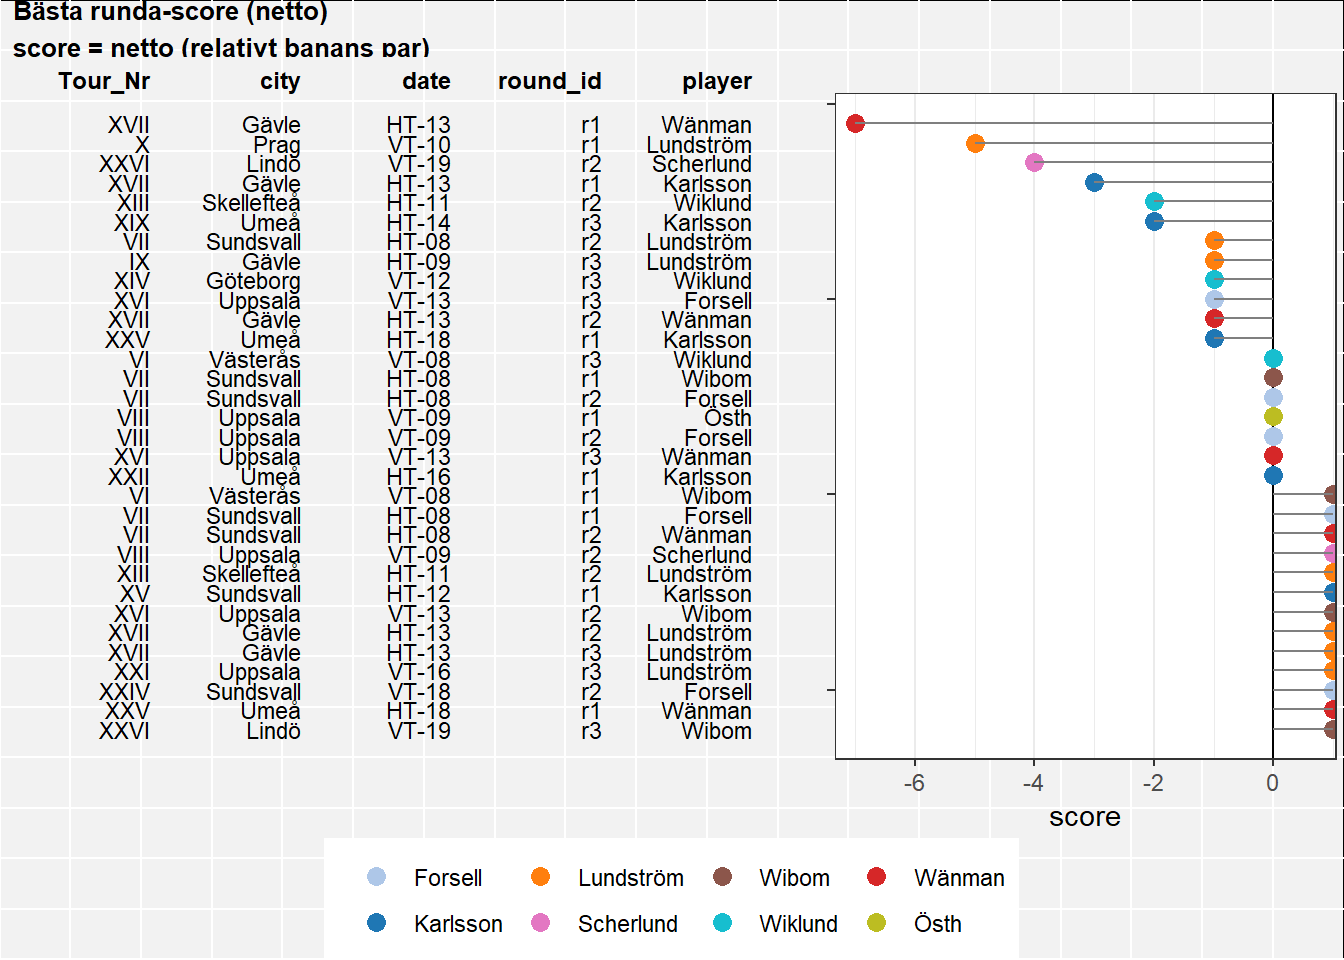 Bästa runda-score (netto)
score = netto (relativt banans par)
Tour_Nr city date round_id player
XVII Gävle HT-13 r1 Wänman
X Prag VT-10 r1 Lundström
XXVI Lindö VT-19 r2 Scherlund
XVII Gävle HT-13 r1 Karlsson
XIII Skellefteå HT-11 r2 Wiklund
XIX Umeå HT-14 r3 Karlsson
VII Sundsvall HT-08 r2 Lundström
IX Gävle HT-09 r3 Lundström
XIV Göteborg VT-12 r3 Wiklund
XVI Uppsala VT-13 r3 Forsell
XVII Gävle HT-13 r2 Wänman
XXV Umeå HT-18 r1 Karlsson
VI Västerås VT-08 r3 Wiklund
VII Sundsvall HT-08 r1 Wibom
VII Sundsvall HT-08 r2 Forsell
VIII Uppsala VT-09 r1 Östh
VIII Uppsala VT-09 r2 Forsell
XVI Uppsala VT-13 r3 Wänman
XXII Umeå HT-16 r1 Karlsson
VI Västerås VT-08 r1 Wibom
VII Sundsvall HT-08 r1 Forsell
VII Sundsvall HT-08 r2 Wänman
VIII Uppsala VT-09 r2 Scherlund
XIII Skellefteå HT-11 r2 Lundström
XV Sundsvall HT-12 r1 Karlsson
XVI Uppsala VT-13 r2 Wibom
XVII Gävle HT-13 r2 Lundström
XVII Gävle HT-13 r3 Lundström
XXI Uppsala VT-16 r3 Lundström
XXIV Sundsvall VT-18 r2 Forsell
XXV Umeå HT-18 r1 Wänman
XXVI Lindö VT-19 r3 Wibom
-6 -4 -2 0
score
Forsell Lundström Wibom Wänman
Karlsson Scherlund Wiklund Östh